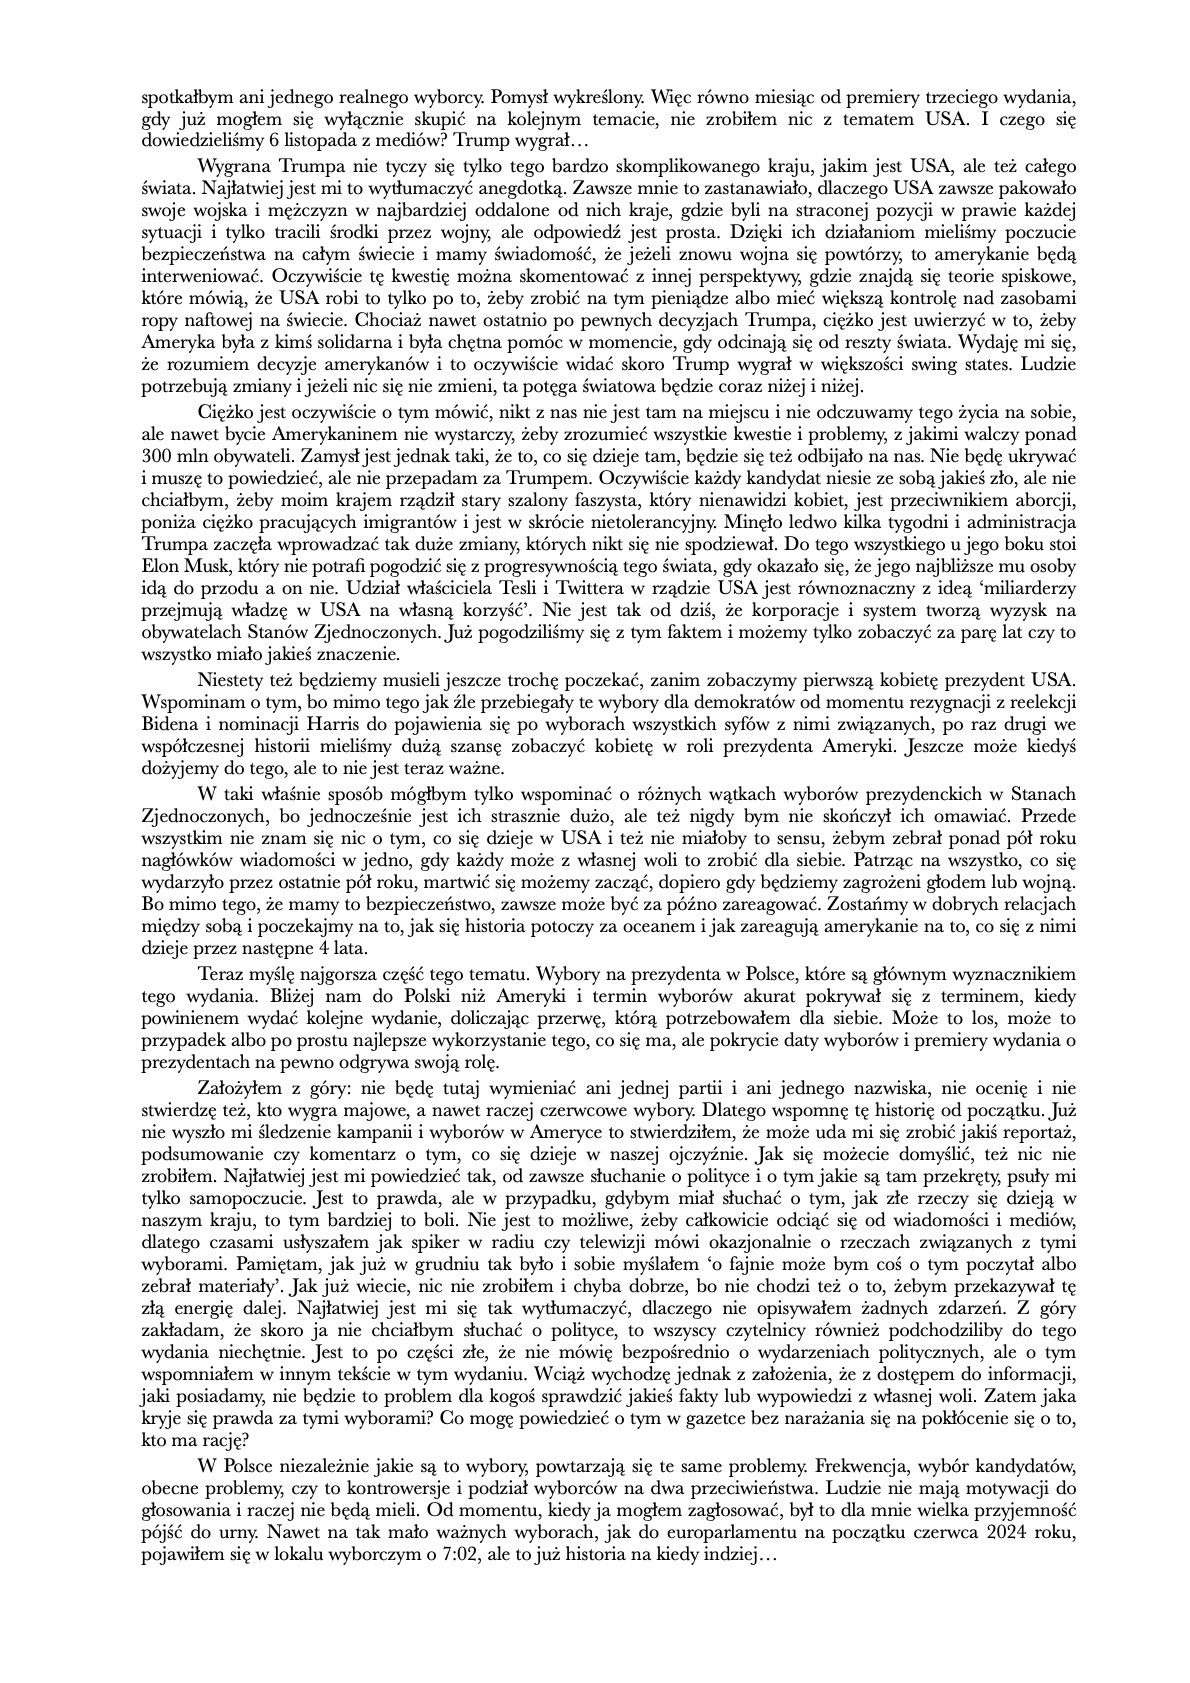 spotkałbym ani jednego realnego wyborcy. Pomysł wykreślony. Więc równo miesiąc od premiery trzeciego wydania,
gdy już mogłem się wyłącznie skupić na kolejnym temacie, nie zrobiłem nic z tematem USA. I czego się
dowiedzieliśmy 6 listopada z mediów? Trump wygrał…
Wygrana Trumpa nie tyczy się tylko tego bardzo skomplikowanego kraju, jakim jest USA, ale też całego
świata. Najłatwiej jest mi to wytłumaczyć anegdotką. Zawsze mnie to zastanawiało, dlaczego USA zawsze pakowało
swoje wojska i mężczyzn w najbardziej oddalone od nich kraje, gdzie byli na straconej pozycji w prawie każdej
sytuacji i tylko tracili środki przez wojny, ale odpowiedź jest prosta. Dzięki ich działaniom mieliśmy poczucie
bezpieczeństwa na całym świecie i mamy świadomość, że jeżeli znowu wojna się powtórzy, to amerykanie będą
interweniować. Oczywiście tę kwestię można skomentować z innej perspektywy, gdzie znajdą się teorie spiskowe,
które mówią, że USA robi to tylko po to, żeby zrobić na tym pieniądze albo mieć większą kontrolę nad zasobami
ropy naftowej na świecie. Chociaż nawet ostatnio po pewnych decyzjach Trumpa, ciężko jest uwierzyć w to, żeby
Ameryka była z kimś solidarna i była chętna pomóc w momencie, gdy odcinają się od reszty świata. Wydaję mi się,
że rozumiem decyzje amerykanów i to oczywiście widać skoro Trump wygrał w większości swing states. Ludzie
potrzebują zmiany i jeżeli nic się nie zmieni, ta potęga światowa będzie coraz niżej i niżej.
Ciężko jest oczywiście o tym mówić, nikt z nas nie jest tam na miejscu i nie odczuwamy tego życia na sobie,
ale nawet bycie Amerykaninem nie wystarczy, żeby zrozumieć wszystkie kwestie i problemy, z jakimi walczy ponad
300 mln obywateli. Zamysł jest jednak taki, że to, co się dzieje tam, będzie się też odbijało na nas. Nie będę ukrywać
i muszę to powiedzieć, ale nie przepadam za Trumpem. Oczywiście każdy kandydat niesie ze sobą jakieś zło, ale nie
chciałbym, żeby moim krajem rządził stary szalony faszysta, który nienawidzi kobiet, jest przeciwnikiem aborcji,
poniża ciężko pracujących imigrantów i jest w skrócie nietolerancyjny. Minęło ledwo kilka tygodni i administracja
Trumpa zaczęła wprowadzać tak duże zmiany, których nikt się nie spodziewał. Do tego wszystkiego u jego boku stoi
Elon Musk, który nie potrafi pogodzić się z progresywnością tego świata, gdy okazało się, że jego najbliższe mu osoby
idą do przodu a on nie. Udział właściciela Tesli i Twittera w rządzie USA jest równoznaczny z ideą ‘miliarderzy
przejmują władzę w USA na własną korzyść’. Nie jest tak od dziś, że korporacje i system tworzą wyzysk na
obywatelach Stanów Zjednoczonych. Już pogodziliśmy się z tym faktem i możemy tylko zobaczyć za parę lat czy to
wszystko miało jakieś znaczenie.
Niestety też będziemy musieli jeszcze trochę poczekać, zanim zobaczymy pierwszą kobietę prezydent USA.
Wspominam o tym, bo mimo tego jak źle przebiegały te wybory dla demokratów od momentu rezygnacji z reelekcji
Bidena i nominacji Harris do pojawienia się po wyborach wszystkich syfów z nimi związanych, po raz drugi we
współczesnej historii mieliśmy dużą szansę zobaczyć kobietę w roli prezydenta Ameryki. Jeszcze może kiedyś
dożyjemy do tego, ale to nie jest teraz ważne.
W taki właśnie sposób mógłbym tylko wspominać o różnych wątkach wyborów prezydenckich w Stanach
Zjednoczonych, bo jednocześnie jest ich strasznie dużo, ale też nigdy bym nie skończył ich omawiać. Przede
wszystkim nie znam się nic o tym, co się dzieje w USA i też nie miałoby to sensu, żebym zebrał ponad pół roku
nagłówków wiadomości w jedno, gdy każdy może z własnej woli to zrobić dla siebie. Patrząc na wszystko, co się
wydarzyło przez ostatnie pół roku, martwić się możemy zacząć, dopiero gdy będziemy zagrożeni głodem lub wojną.
Bo mimo tego, że mamy to bezpieczeństwo, zawsze może być za późno zareagować. Zostańmy w dobrych relacjach
między sobą i poczekajmy na to, jak się historia potoczy za oceanem i jak zareagują amerykanie na to, co się z nimi
dzieje przez następne 4 lata.
Teraz myślę najgorsza część tego tematu. Wybory na prezydenta w Polsce, które są głównym wyznacznikiem
tego wydania. Bliżej nam do Polski niż Ameryki i termin wyborów akurat pokrywał się z terminem, kiedy
powinienem wydać kolejne wydanie, doliczając przerwę, którą potrzebowałem dla siebie. Może to los, może to
przypadek albo po prostu najlepsze wykorzystanie tego, co się ma, ale pokrycie daty wyborów i premiery wydania o
prezydentach na pewno odgrywa swoją rolę.
Założyłem z góry: nie będę tutaj wymieniać ani jednej partii i ani jednego nazwiska, nie ocenię i nie
stwierdzę też, kto wygra majowe, a nawet raczej czerwcowe wybory. Dlatego wspomnę tę historię od początku. Już
nie wyszło mi śledzenie kampanii i wyborów w Ameryce to stwierdziłem, że może uda mi się zrobić jakiś reportaż,
podsumowanie czy komentarz o tym, co się dzieje w naszej ojczyźnie. Jak się możecie domyślić, też nic nie
zrobiłem. Najłatwiej jest mi powiedzieć tak, od zawsze słuchanie o polityce i o tym jakie są tam przekręty, psuły mi
tylko samopoczucie. Jest to prawda, ale w przypadku, gdybym miał słuchać o tym, jak złe rzeczy się dzieją w
naszym kraju, to tym bardziej to boli. Nie jest to możliwe, żeby całkowicie odciąć się od wiadomości i mediów,
dlatego czasami usłyszałem jak spiker w radiu czy telewizji mówi okazjonalnie o rzeczach związanych z tymi
wyborami. Pamiętam, jak już w grudniu tak było i sobie myślałem ‘o fajnie może bym coś o tym poczytał albo
zebrał materiały’. Jak już wiecie, nic nie zrobiłem i chyba dobrze, bo nie chodzi też o to, żebym przekazywał tę
złą energię dalej. Najłatwiej jest mi się tak wytłumaczyć, dlaczego nie opisywałem żadnych zdarzeń. Z góry
zakładam, że skoro ja nie chciałbym słuchać o polityce, to wszyscy czytelnicy również podchodziliby do tego
wydania niechętnie. Jest to po części złe, że nie mówię bezpośrednio o wydarzeniach politycznych, ale o tym
wspomniałem w innym tekście w tym wydaniu. Wciąż wychodzę jednak z założenia, że z dostępem do informacji,
jaki posiadamy, nie będzie to problem dla kogoś sprawdzić jakieś fakty lub wypowiedzi z własnej woli. Zatem jaka
kryje się prawda za tymi wyborami? Co mogę powiedzieć o tym w gazetce bez narażania się na pokłócenie się o to,
kto ma rację?
W Polsce niezależnie jakie są to wybory, powtarzają się te same problemy. Frekwencja, wybór kandydatów,
obecne problemy, czy to kontrowersje i podział wyborców na dwa przeciwieństwa. Ludzie nie mają motywacji do
głosowania i raczej nie będą mieli. Od momentu, kiedy ja mogłem zagłosować, był to dla mnie wielka przyjemność
pójść do urny. Nawet na tak mało ważnych wyborach, jak do europarlamentu na początku czerwca 2024 roku,
pojawiłem się w lokalu wyborczym o 7:02, ale to już historia na kiedy indziej…